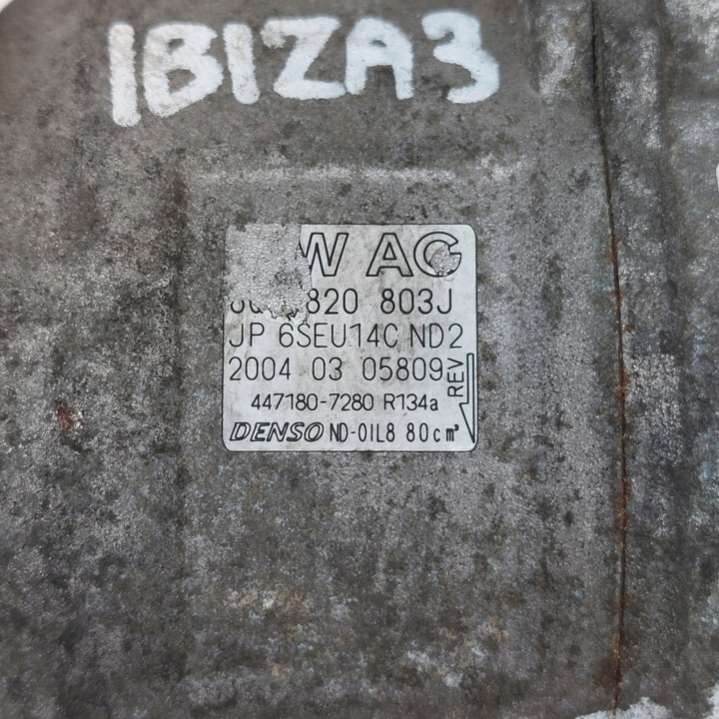 IBIZA3
W AG
820 803J
JP 6SEU14C ND2
2004 03 05809
REV
447180-7280 R134a
DENSO ND-OIL8 80cm³